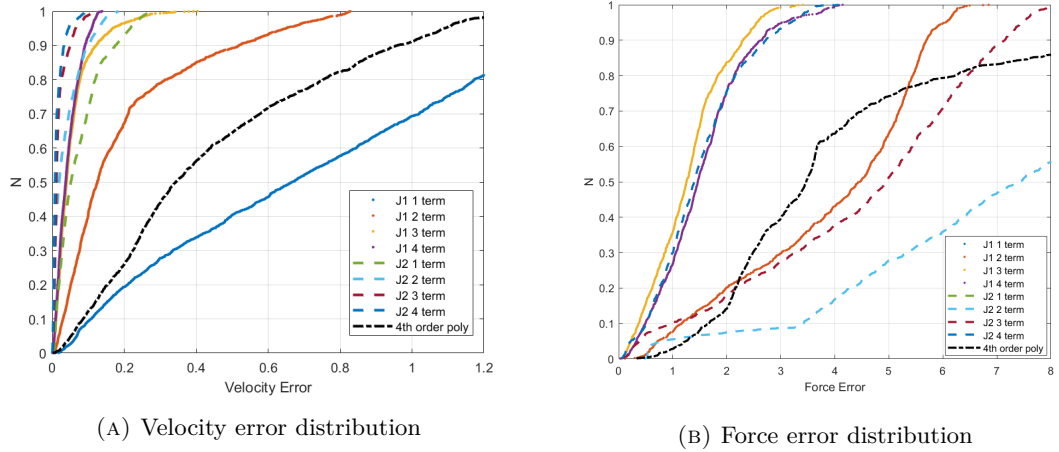 1
0.9
0.8
0.7
0.6
0.5
0.4
0.3
0.2
0.1
0
N
0 0.2 0.4 0.6 0.8 1 1.2
Velocity Error
J1 1 term
J1 2 term
J1 3 term
J1 4 term
J2 1 term
J2 2 term
J2 3 term
J2 4 term
4th order poly
(A) Velocity error distribution
1
0.9
0.8
0.7
0.6
0.5
0.4
0.3
0.2
0.1
0
N
0 1 2 3 4 5 6 7 8
Force Error
J1 1 term
J1 2 term
J1 3 term
J1 4 term
J2 1 term
J2 2 term
J2 3 term
J2 4 term
4th order poly
(B) Force error distribution